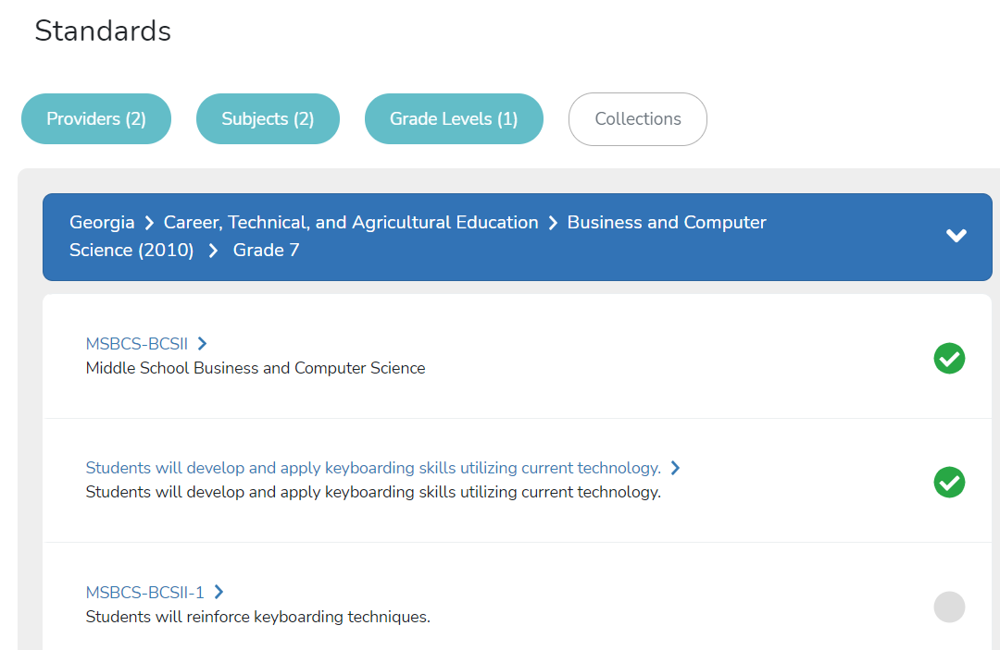 Standards
Providers (2)
Subjects (2)
Grade Levels (1)
Collections
Georgia Career, Technical, and Agricultural Education Business and Computer
Science (2010) Grade 7
MSBCS-BCSII
Middle School Business and Computer Science
Students will develop and apply keyboarding skills utilizing current technology.
Students will develop and apply keyboarding skills utilizing current technology.
MSBCS-BCSII-1
Students will reinforce keyboarding techniques.